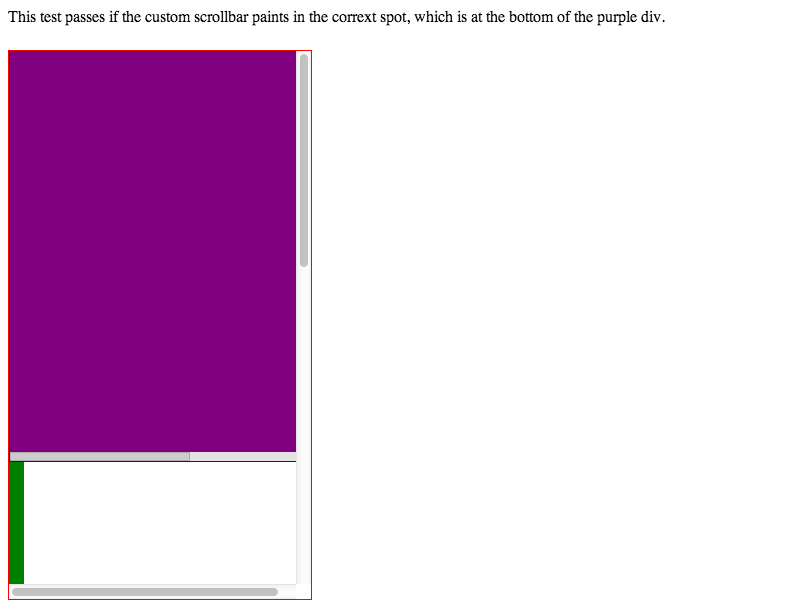 This test passes if the custom scrollbar paints in the corrext spot, which is at the bottom of the purple div.